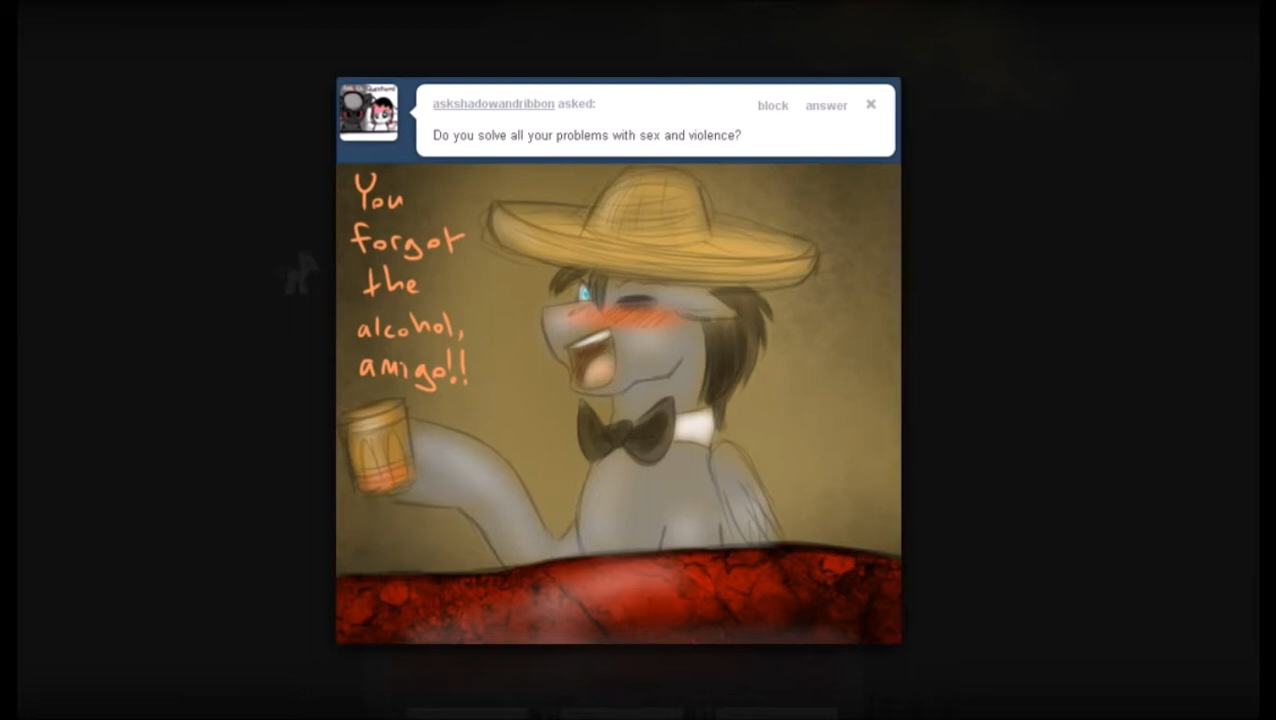 askshadowandribbon asked:
block answer ×
Do you solve all your problems with sex and violence?
You
forgot
the
alcohol,
amigo!!